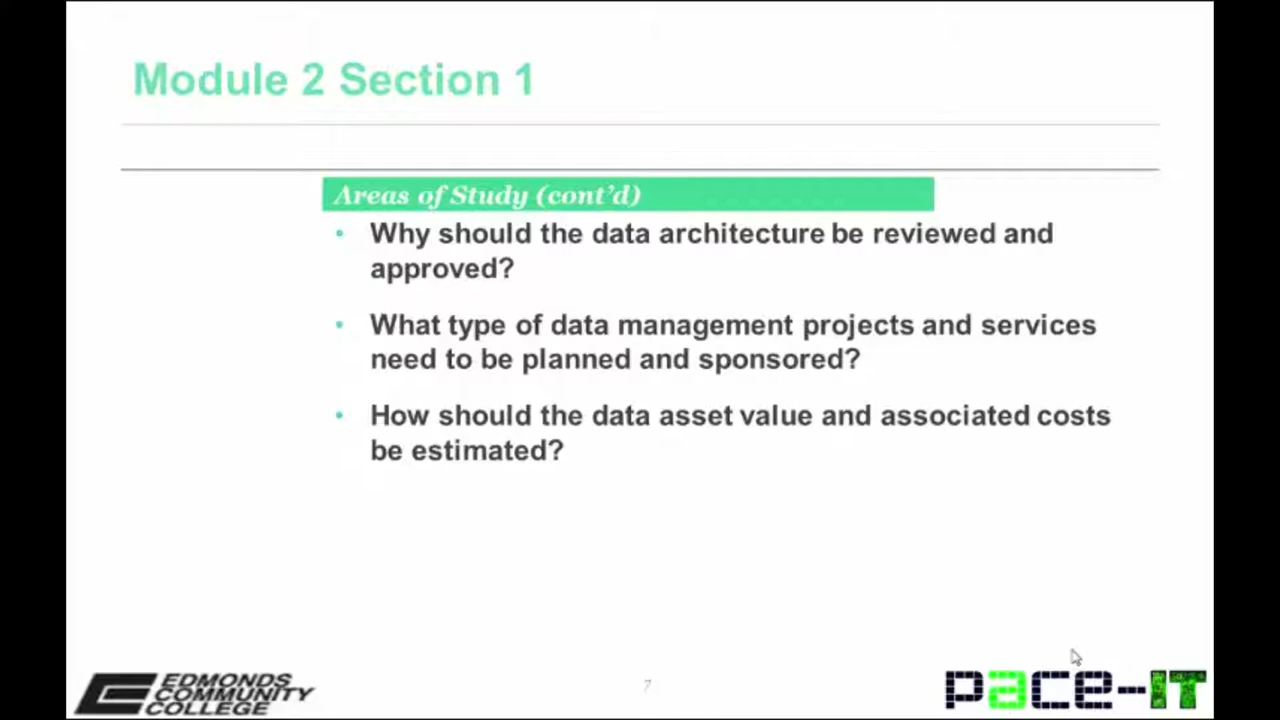 Module 2 Section 1
Areas of Study (cont’d)
• Why should the data architecture be reviewed and
approved?
• What type of data management projects and services
need to be planned and sponsored?
• How should the data asset value and associated costs
be estimated?
EDMONDS
COMMUNITY
COLLEGE
7
pace-IT